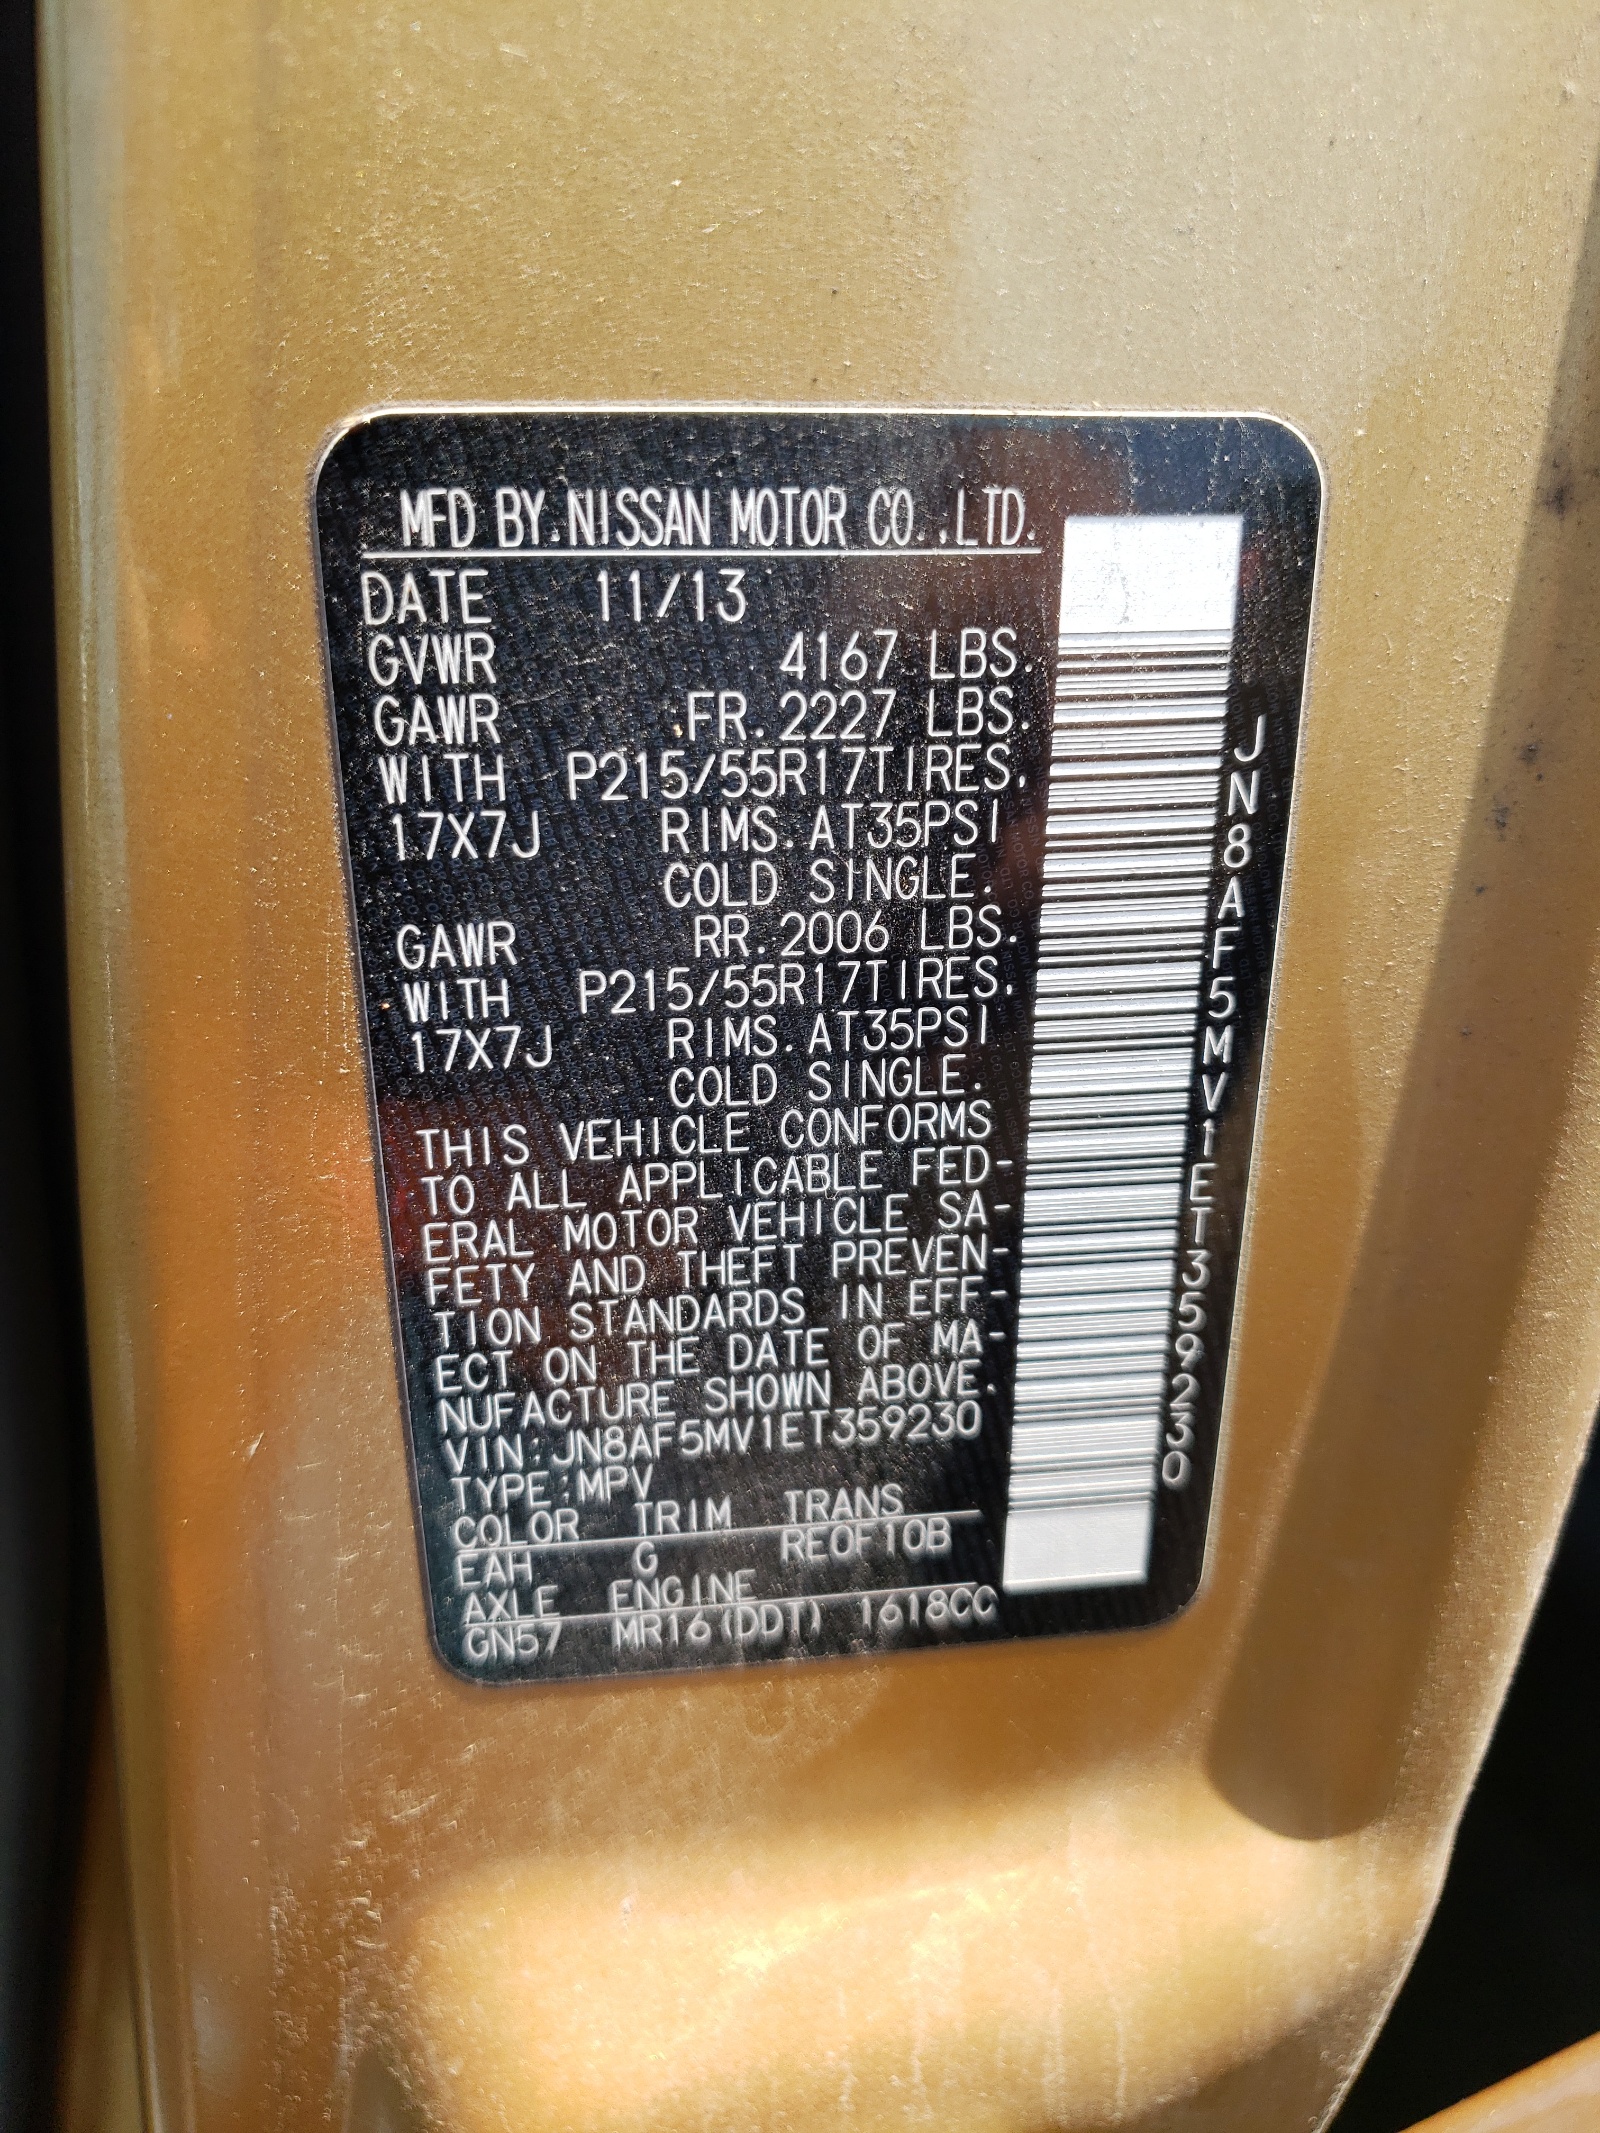 MFD BY.NISSAN MOTOR CO.,LTD.
DATE 11/13
GVWR 4167 LBS.
GAWR FR.2227 LBS.
WITH P215/55R17TIRES.
17X7J RIMS.AT35PSI
COLD SINGLE.
GAWR RR.2006 LBS.
WITH P215/55R17TIRES.
17X7J RIMS.AT35PSI
COLD SINGLE.
THIS VEHICLE CONFORMS
TO ALL APPLICABLE FED-
ERAL MOTOR VEHICLE SA-
FETY AND THEFT PREVEN-
TION STANDARDS IN EFF-
ECT ON THE DATE OF MA-
NUFACTURE SHOWN ABOVE.
VIN:JN8AF5MV1ET359230
TYPE:MPV
COLOR TRIM TRANS
EAH G RE0F10B
AXLE ENGINE
GN57 MR16(DDT) 1618CC
JN8AF5MV1ET359230